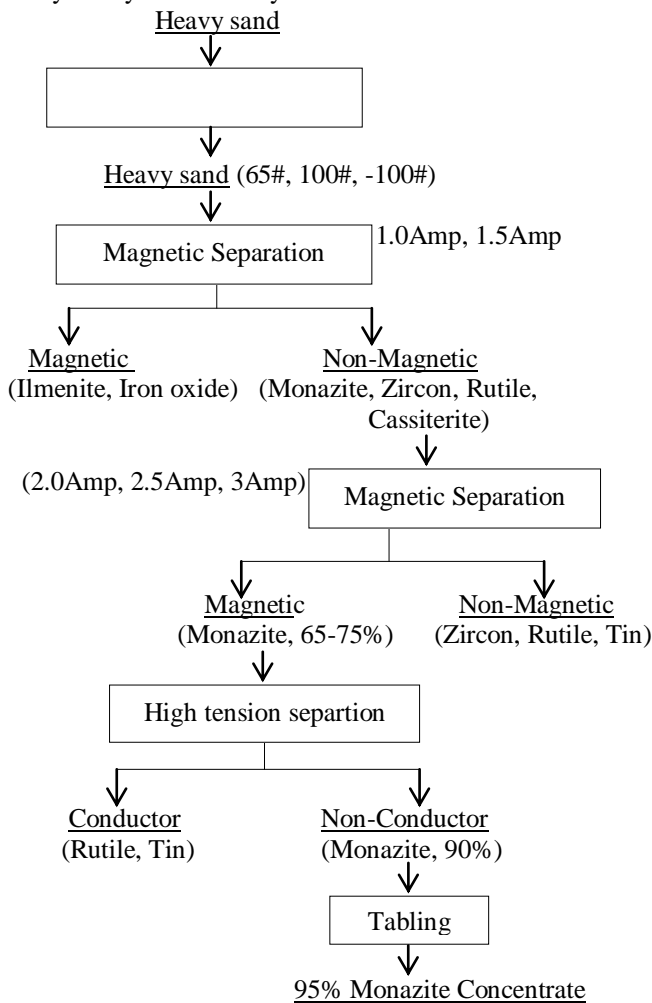 Heavy sand
Heavy sand (65#, 100#, -100#)
Magnetic Separation
1.0Amp, 1.5Amp
Magnetic
(Ilmenite, Iron oxide)
Non-Magnetic
(Monazite, Zircon, Rutile,
Cassiterite)
(2.0Amp, 2.5Amp, 3Amp)
Magnetic Separation
Magnetic
(Monazite, 65-75%)
Non-Magnetic
(Zircon, Rutile, Tin)
High tension separtion
Conductor
(Rutile, Tin)
Non-Conductor
(Monazite, 90%)
Tabling
95% Monazite Concentrate